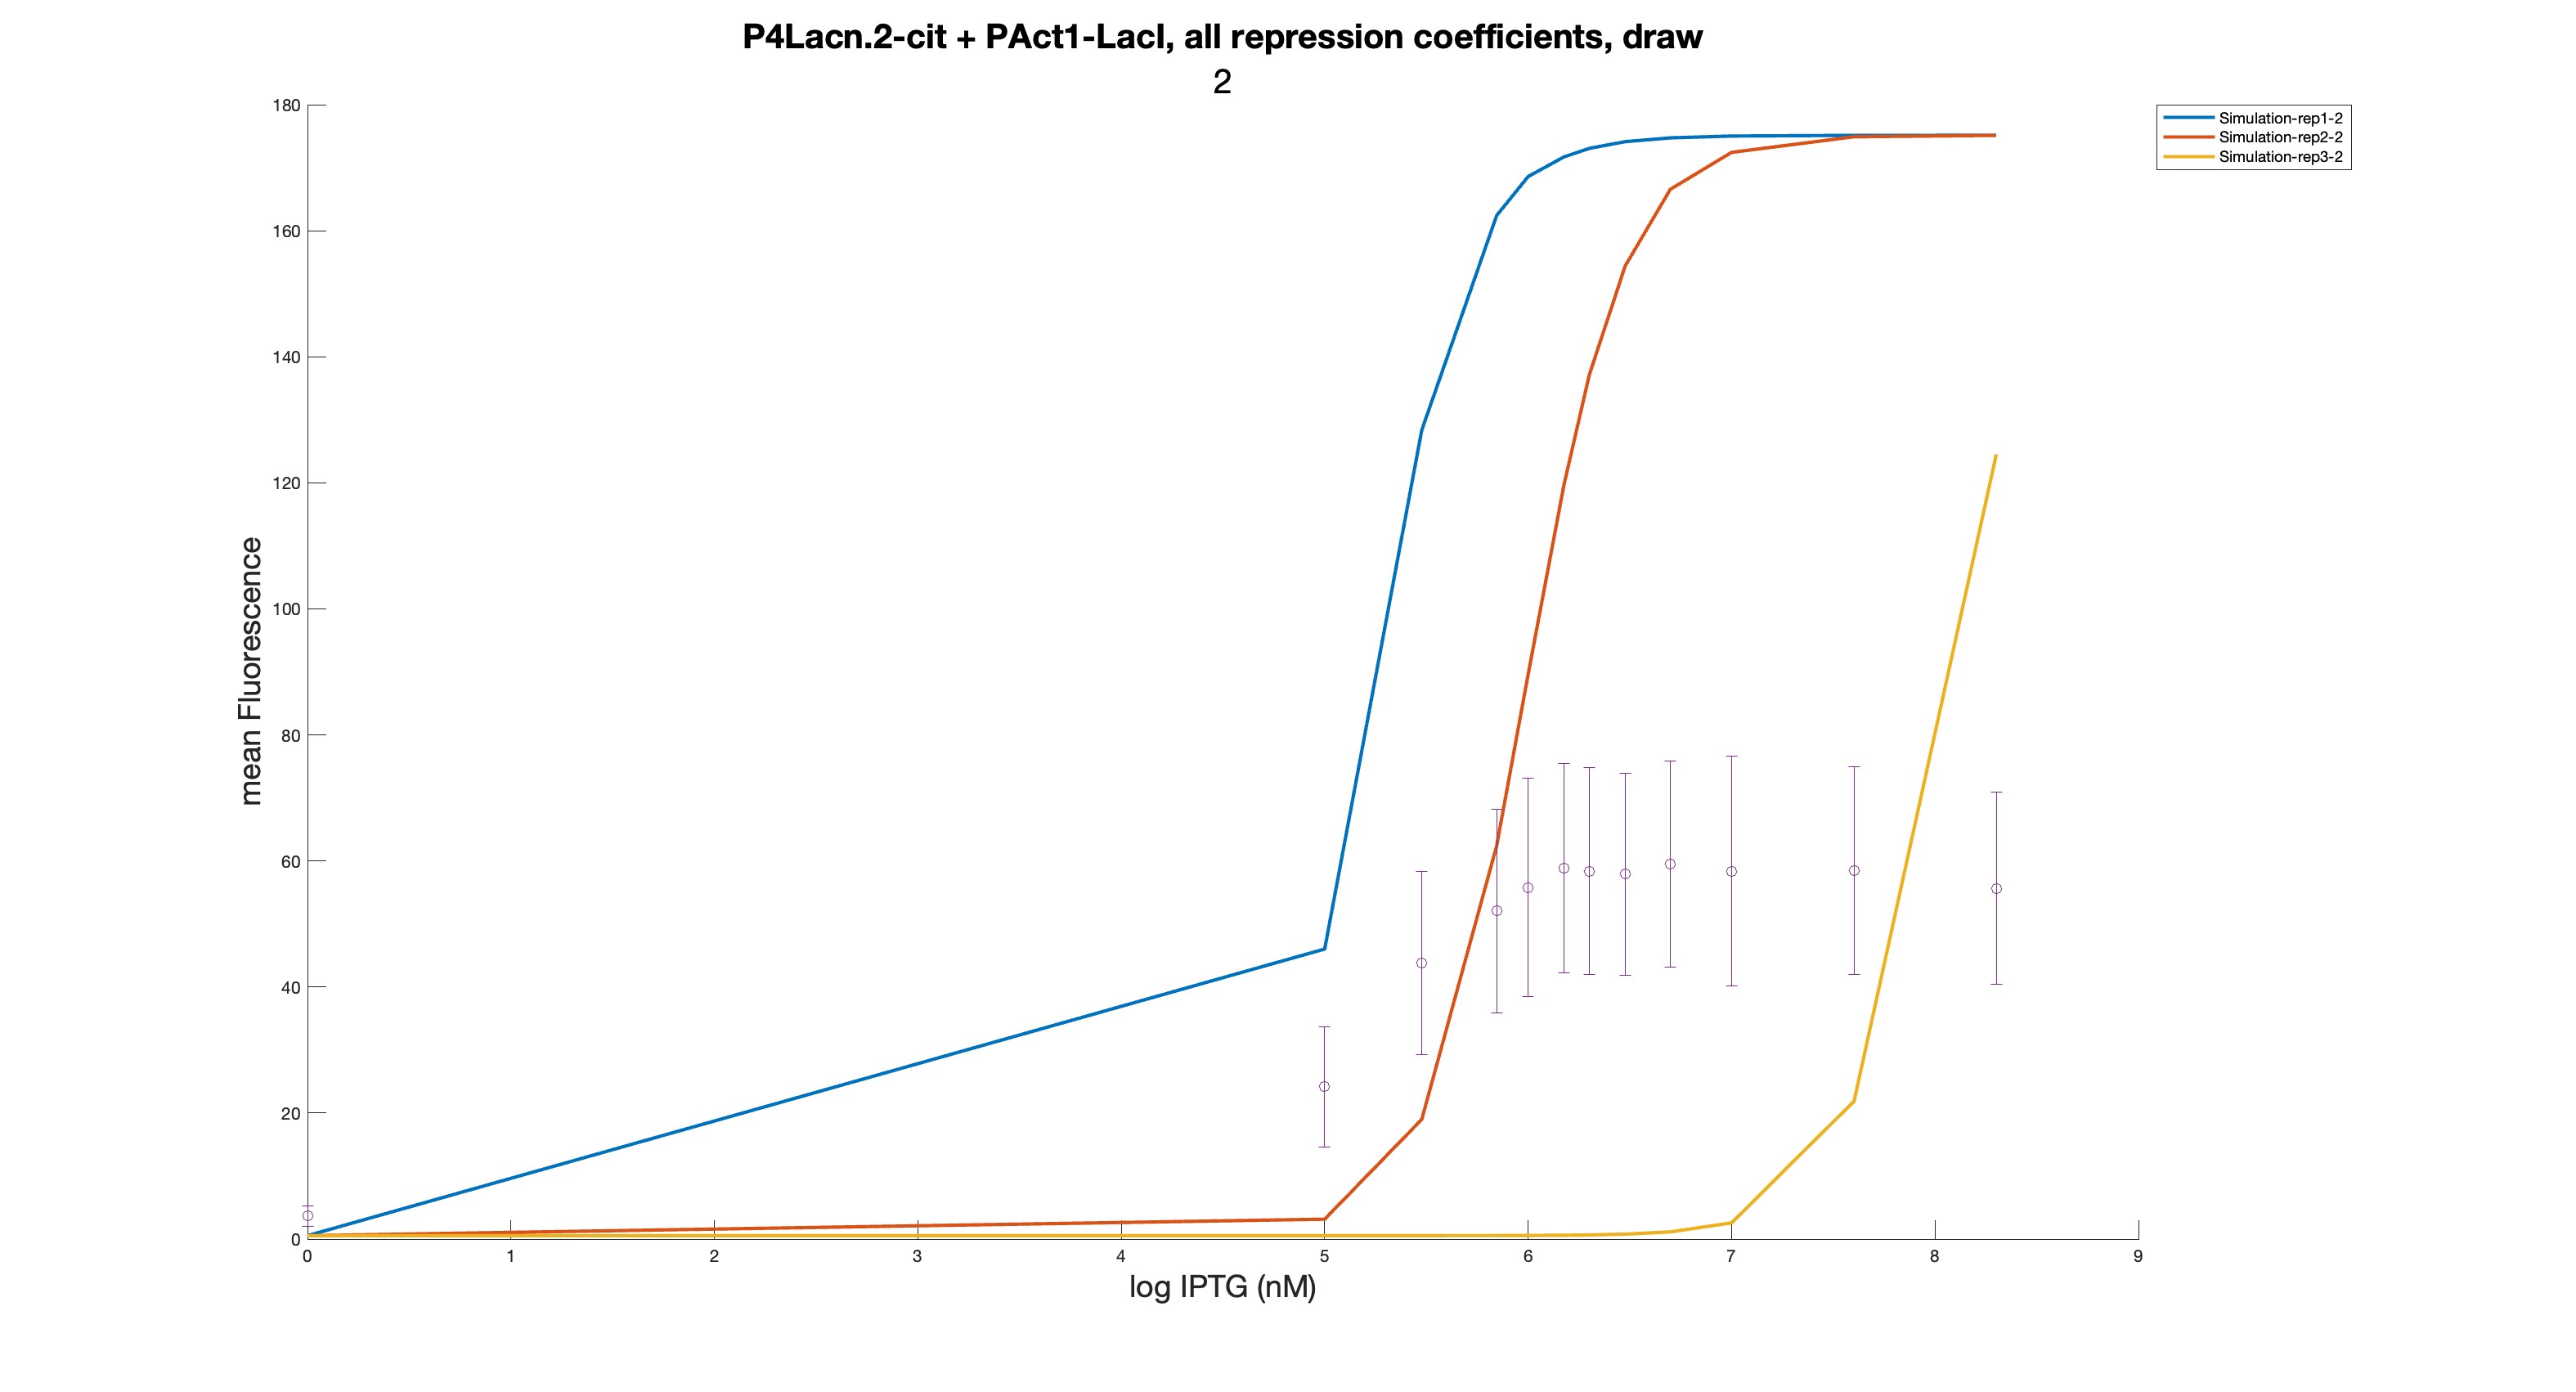 P4Lacn.2-cit + PAct1-LacI, all repression coefficients, draw
2
Simulation-rep1-2
Simulation-rep2-2
Simulation-rep3-2
mean Fluorescence
180
160
140
120
100
80
60
40
20
0
0 1 2 3 4 5 6 7 8 9
log IPTG (nM)